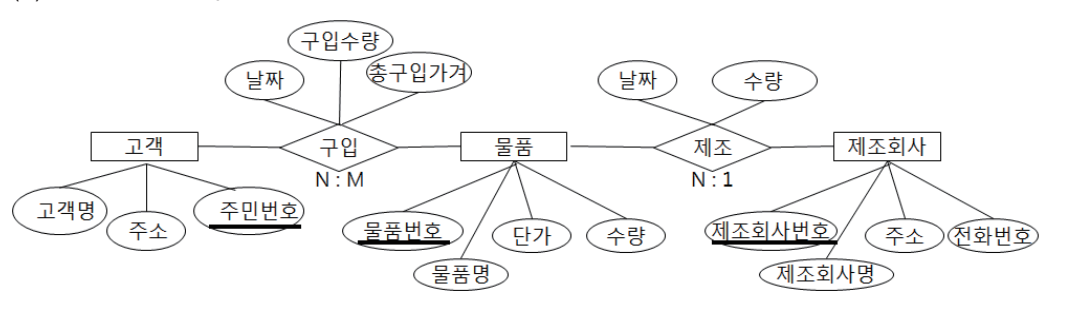 구입수량
날짜
총구입가겨
날짜
수량
고객
구입
물품
제조
제조회사
N : M
N : 1
고객명
주소
주민번호
물품번호
단가
수량
제조회사번호
주소
전화번호
물품명
제조회사명